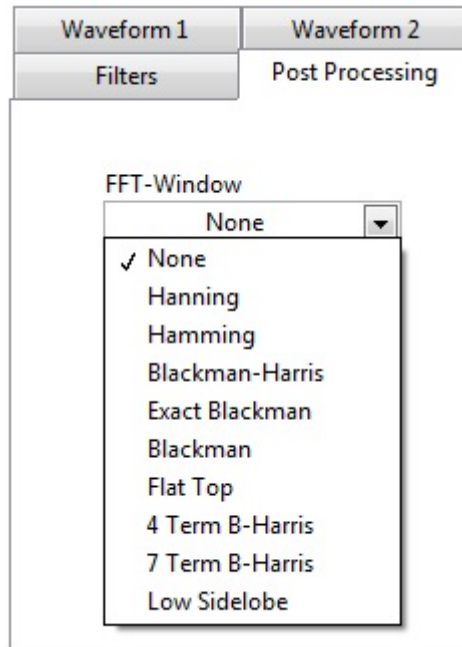 Waveform 1 Waveform 2
Filters Post Processing
FFT-Window
None
✓ None
Hanning
Hamming
Blackman-Harris
Exact Blackman
Blackman
Flat Top
4 Term B-Harris
7 Term B-Harris
Low Sidelobe